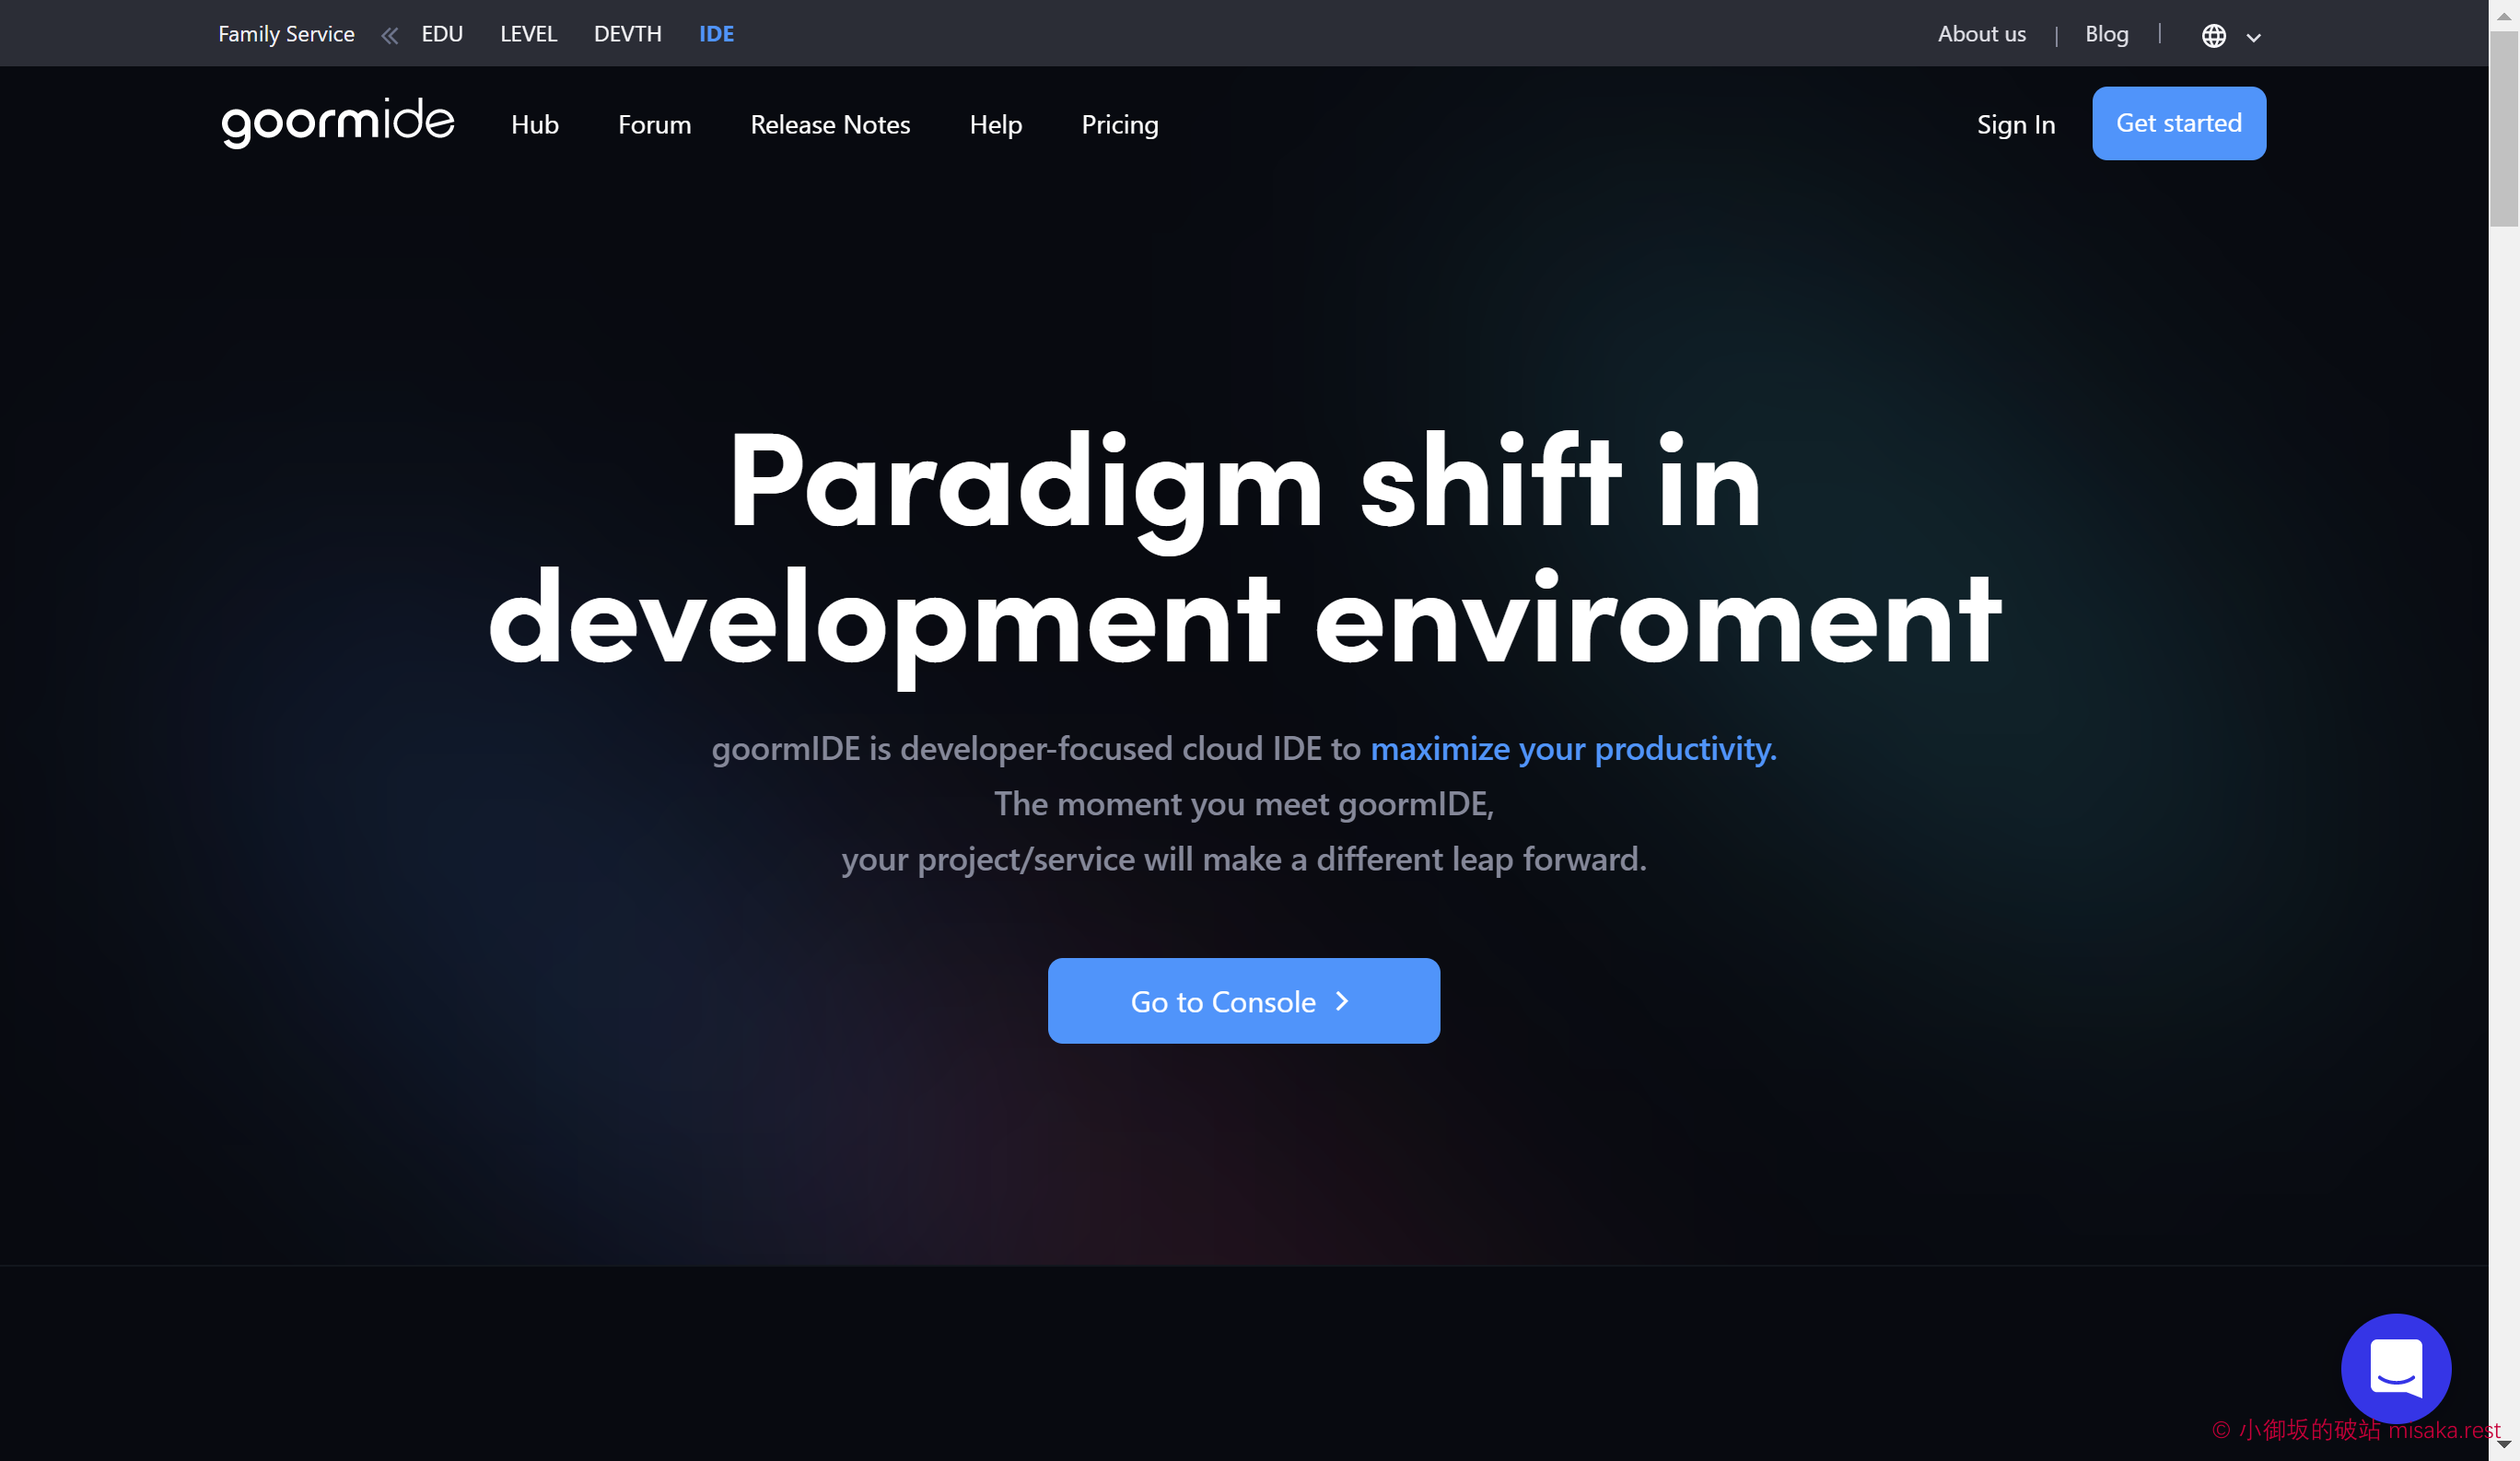 Family Service EDU LEVEL DEVTH IDE About us | Blog |
goormide Hub Forum Release Notes Help Pricing Sign In Get started
Paradigm shift in
development enviroment
goormIDE is developer-focused cloud IDE to maximize your productivity.
The moment you meet goormIDE,
your project/service will make a different leap forward.
Go to Console
© 小御坂的破站 misaka.rest